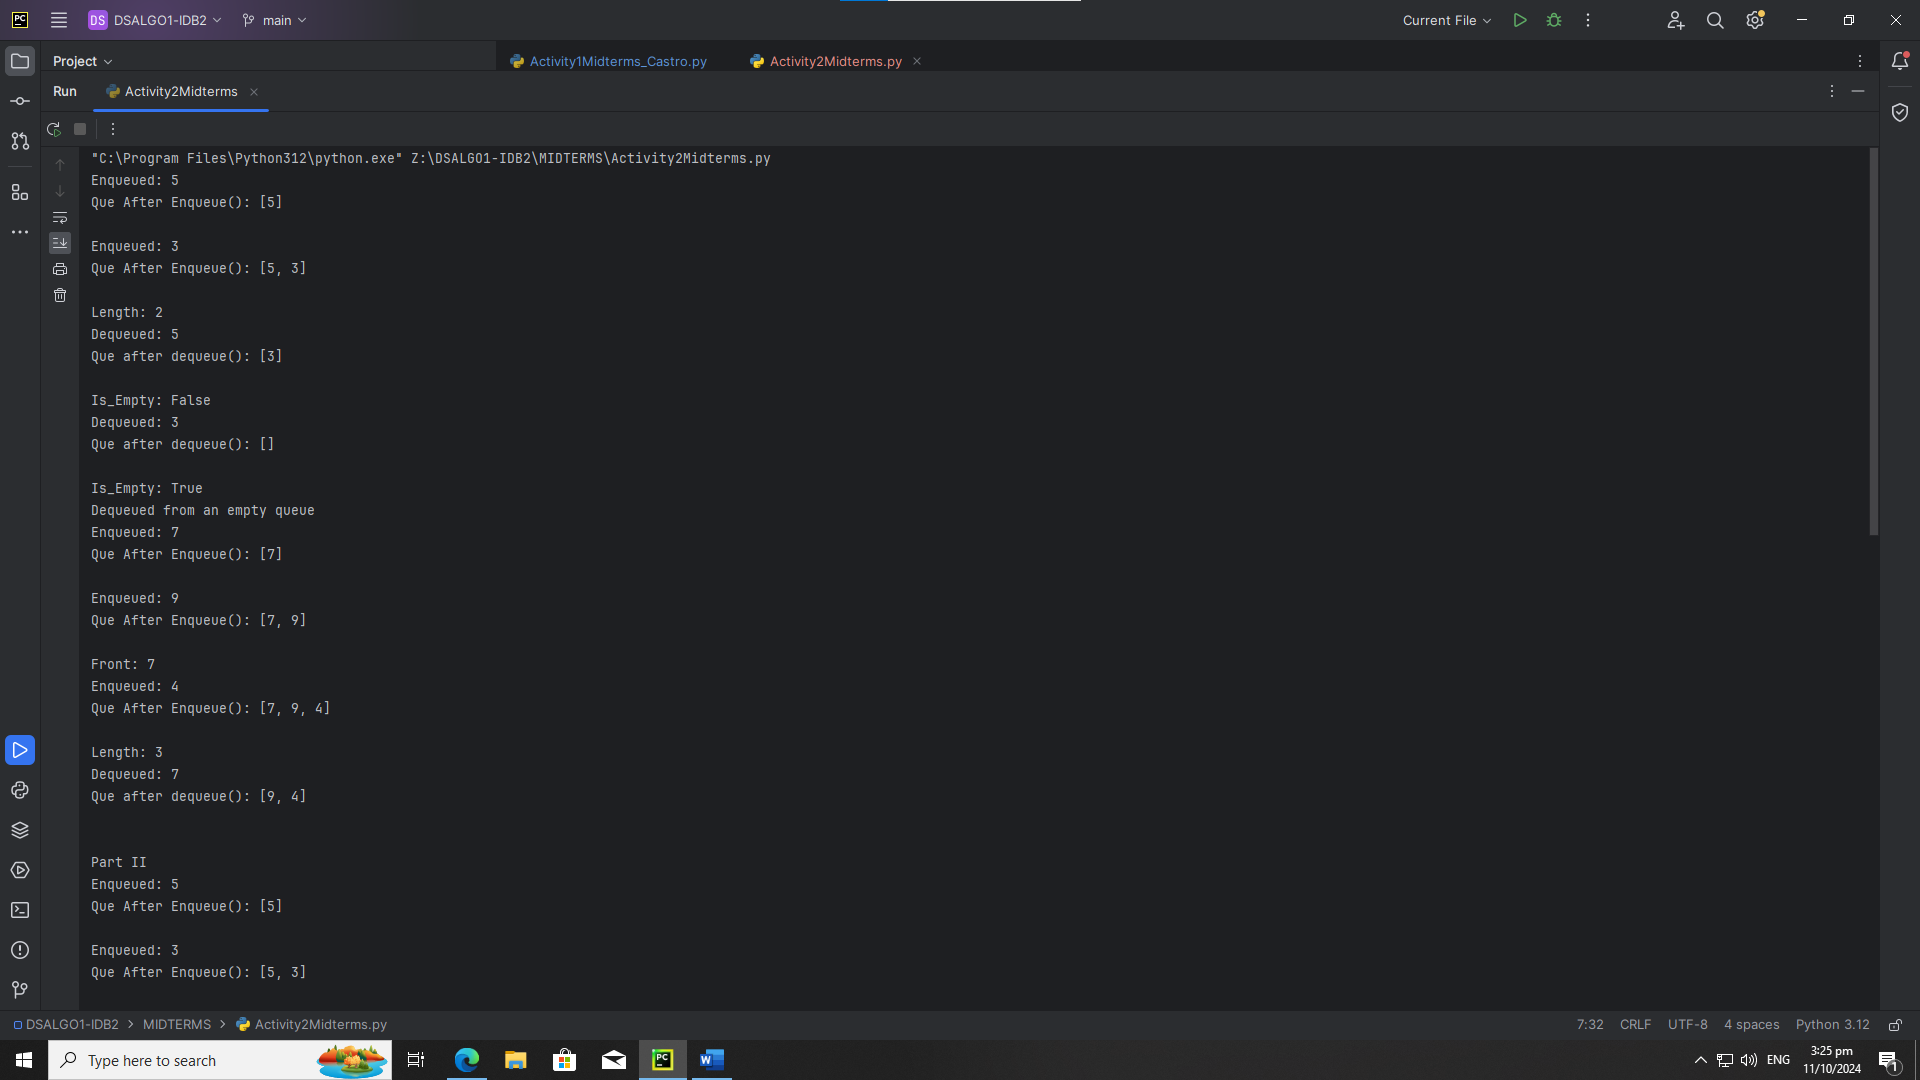 PC
DS DSALGO1-IDB2
main
Current File
Project
Activity1Midterms_Castro.py
Activity2Midterms.py
Run
Activity2Midterms
"C:\Program Files\Python312\python.exe" Z:\DSALGO1-IDB2\MIDTERMS\Activity2Midterms.py
Enqueued: 5
Que After Enqueue(): [5]
Enqueued: 3
Que After Enqueue(): [5, 3]
Length: 2
Dequeued: 5
Que after dequeue(): [3]
Is_Empty: False
Dequeued: 3
Que after dequeue(): []
Is_Empty: True
Dequeued from an empty queue
Enqueued: 7
Que After Enqueue(): [7]
Enqueued: 9
Que After Enqueue(): [7, 9]
Front: 7
Enqueued: 4
Que After Enqueue(): [7, 9, 4]
Length: 3
Dequeued: 7
Que after dequeue(): [9, 4]
Part II
Enqueued: 5
Que After Enqueue(): [5]
Enqueued: 3
Que After Enqueue(): [5, 3]
DSALGO1-IDB2 > MIDTERMS > Activity2Midterms.py
7:32 CRLF UTF-8 4 spaces Python 3.12
Type here to search
PC
W
ENG
3:25 pm
11/10/2024
1